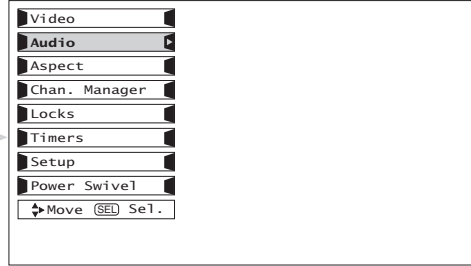 Video
Audio
Aspect
Chan. Manager
Locks
Timers
Setup
Power Swivel
Move SEL Sel.